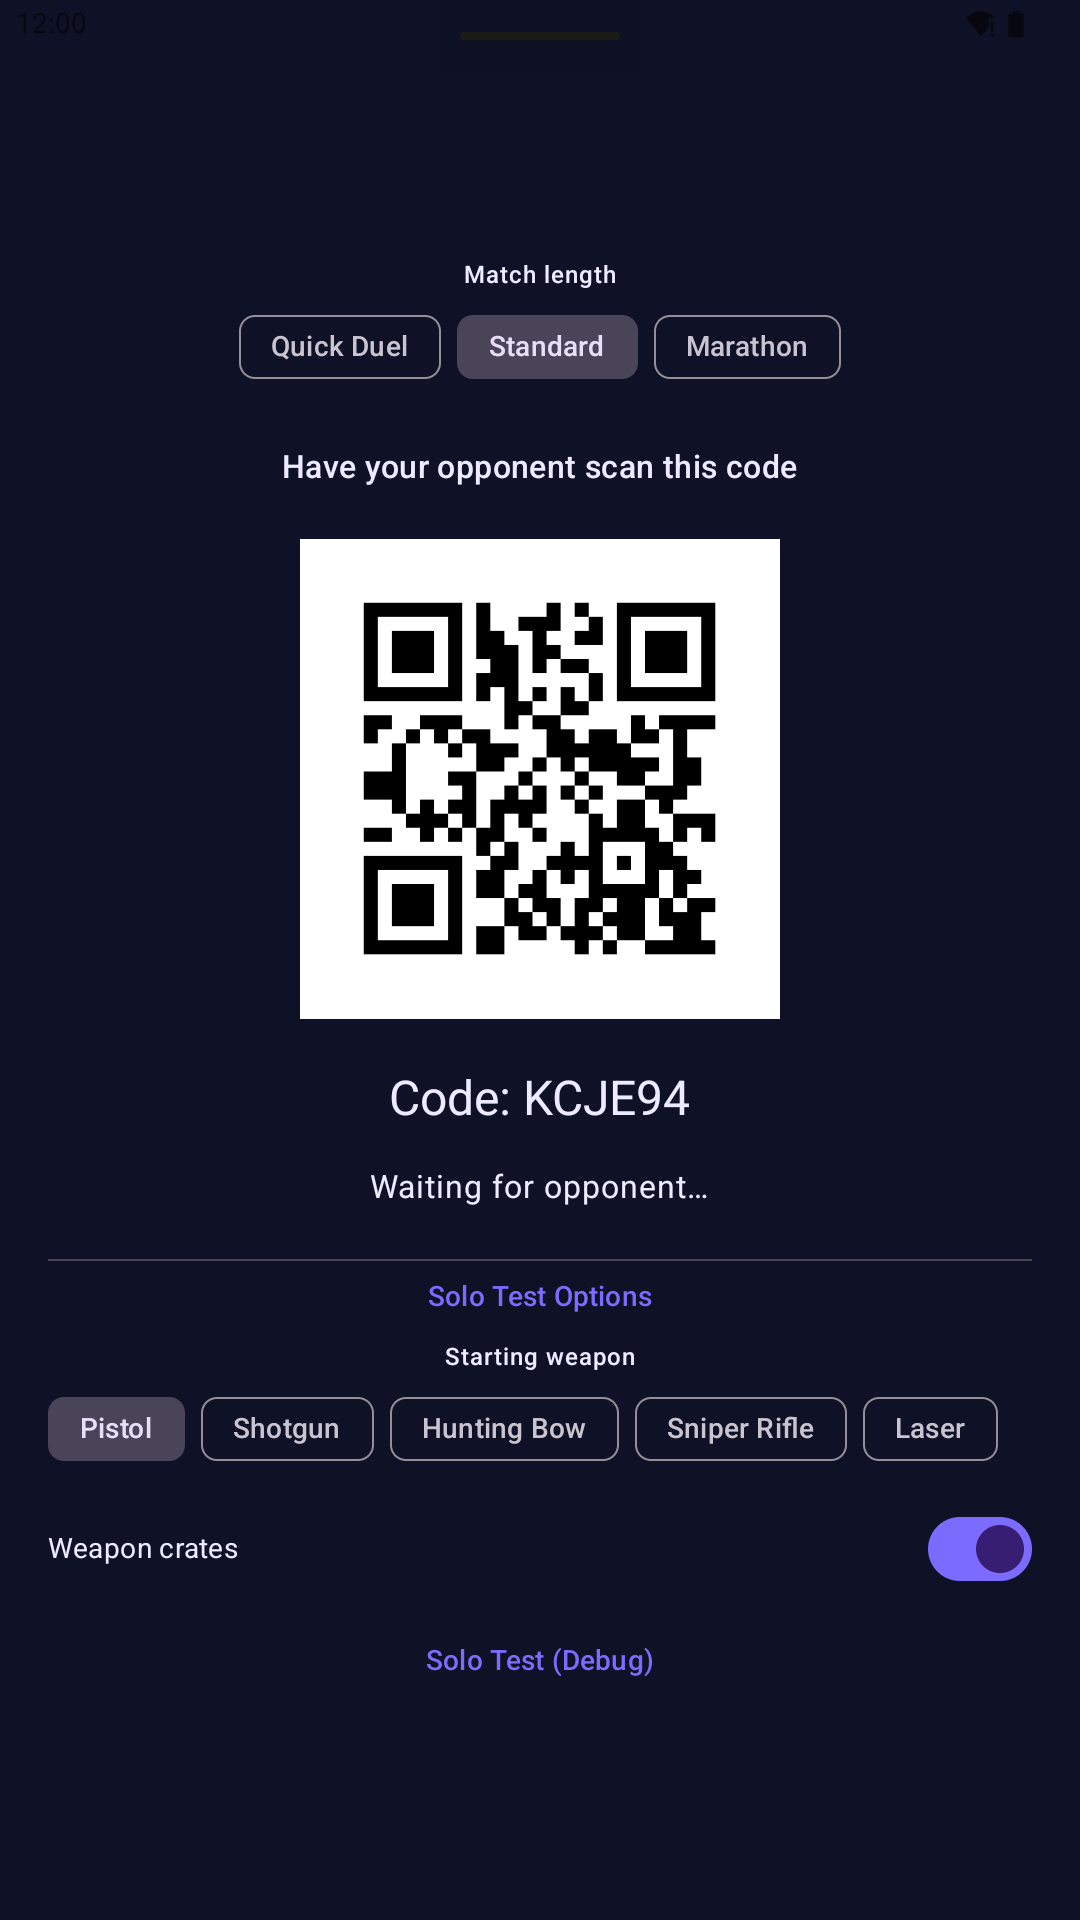 12:00
Match length
Quick Duel Standard Marathon
Have your opponent scan this code
Code: KCJE94
Waiting for opponent…
Solo Test Options
Starting weapon
Pistol Shotgun Hunting Bow Sniper Rifle Laser
Weapon crates
Solo Test (Debug)